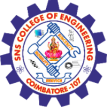 SNS COLLEGE OF ENGINEERING
COIMBATORE -107